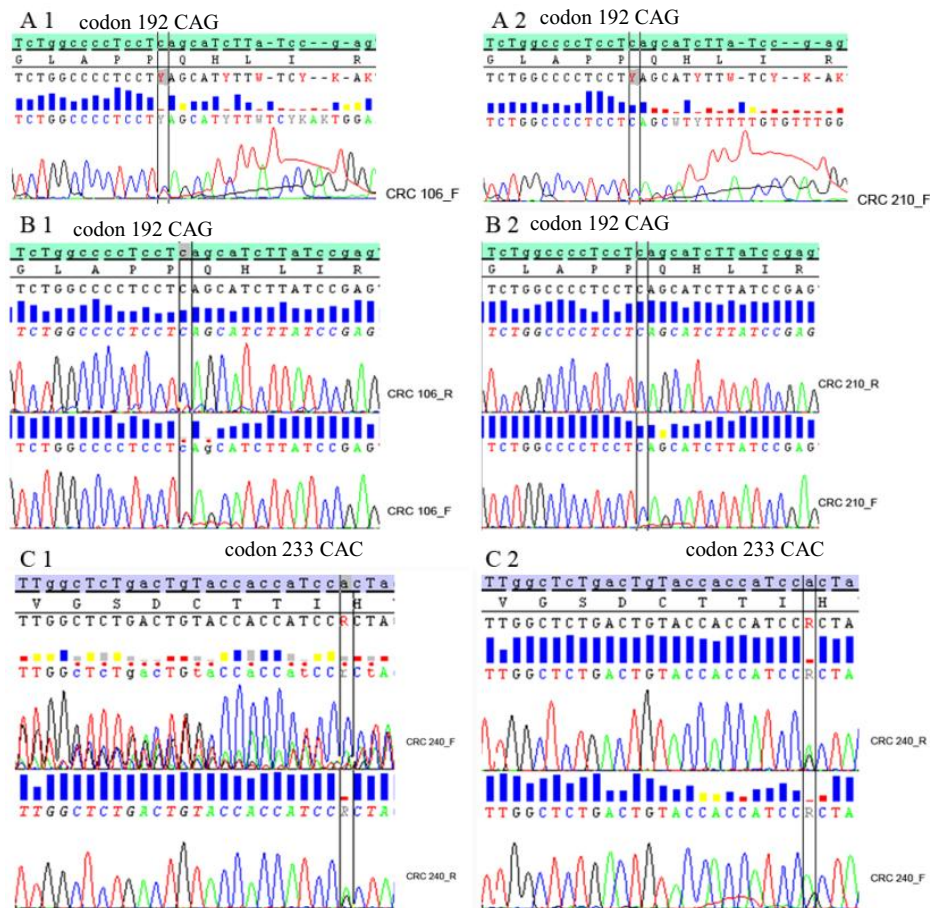 A 1 codon 192 CAG
TcTggccccTccTcagcaTcTTa-Tcc--g-ag
G L A P P Q H L I R
TCTGGCCCCTCCTYAGCATYTTW-TCY--K-AK
TCTGGCCCCTCCTYAGCATYTTWTCYKAKTGGA
CRC 106_F
A 2 codon 192 CAG
TcTggccccTccTcagcaTcTTa-Tcc--g-ag
G L A P P Q H L I R
TCTGGCCCCTCCTYAGCATYTTW-TCY--K-AK
TCTGGCCCCTCCTCAGCWTYTTTTTGTGTTTGG
CRC 210_F
B 1 codon 192 CAG
TcTggccccTccTcagcaTcTTaTccgag
G L A P P Q H L I R
TCTGGCCCCTCCTCAGCATCTTATCCGAG
TCTGGCCCCTCCTCAGCATCTTATCCGAG
CRC 106_R
TCTGGCCCCTCCTcAgCATCTTATCCGAG
CRC 106_F
B 2 codon 192 CAG
TcTggccccTccTcagcaTcTTaTccgag
G L A P P Q H L I R
TCTGGCCCCTCCTCAGCATCTTATCCGAG
TCTGGCCCCTCCTCAGCATCTTATCCGAG
CRC 210_R
TCTGGCCCCTCCTCAGCATCTTATCCGAG
CRC 210_F
C 1 codon 233 CAC
TTggcTcTgacTgTaccaccaTccacTa
V G S D C T T I H
TTGGCTCTGACTGTACCACCATCCRCTA
TTGGcTcTgacTGTaCCaCCaTCCrCTA
CRC 240_F
TTGGCTCTGACTGTACCACCATCCRCTA
CRC 240_R
C 2 codon 233 CAC
TTggcTcTgacTgTaccaccaTccacTa
V G S D C T T I H
TTGGCTCTGACTGTACCACCATCCRCTA
TTGGCTCTGACTGTACCACCATCCRCTA
CRC 240_R
TTGGCTCTGACTGTACCACCATCCRCTA
CRC 240_F